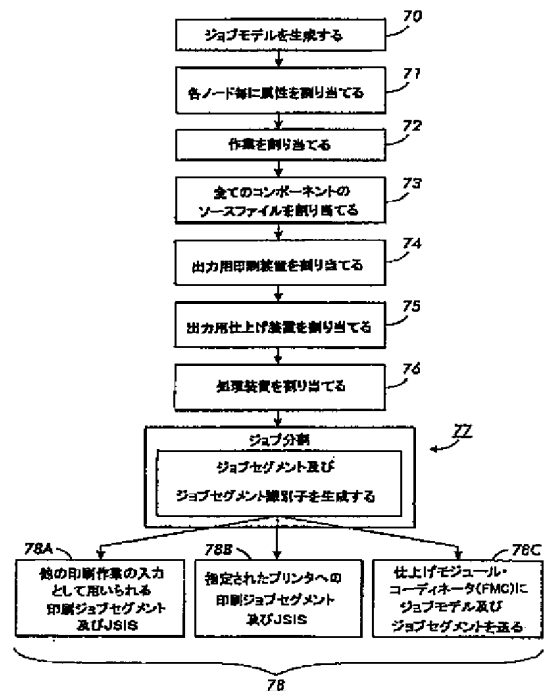 ジョブモデルを生成する
70
各ノード毎に属性を割り当てる
71
作業を割り当てる
72
全てのコンポーネントの
ソースファイルを割り当てる
73
出力用印刷装置を割り当てる
74
出力用仕上げ装置を割り当てる
75
処理装置を割り当てる
76
ジョブ分割
77
ジョブセグメント及び
ジョブセグメント識別子を生成する
78A
他の印刷作業の入力
として用いられる
印刷ジョブセグメント
及びJSIS
78B
指定されたプリンタへの
印刷ジョブセグメント
及びJSIS
78C
仕上げモジュール・
コーディネータ(FMC)に
ジョブモデル及び
ジョブセグメントを送る
78